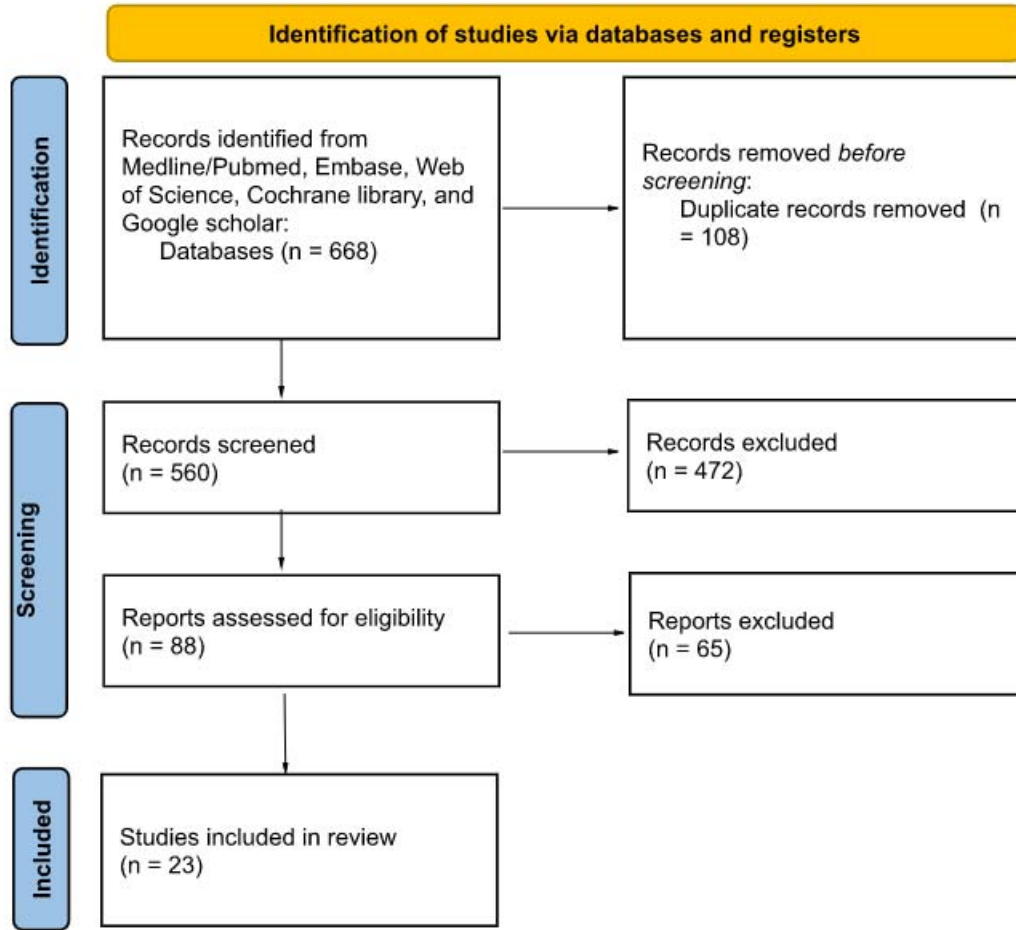 Identification of studies via databases and registers
Identification
Records identified from
Medline/Pubmed, Embase, Web
of Science, Cochrane library, and
Google scholar:
Databases (n = 668)
Records removed before
screening:
Duplicate records removed (n
= 108)
Screening
Records screened
(n = 560)
Records excluded
(n = 472)
Reports assessed for eligibility
(n = 88)
Reports excluded
(n = 65)
Included
Studies included in review
(n = 23)